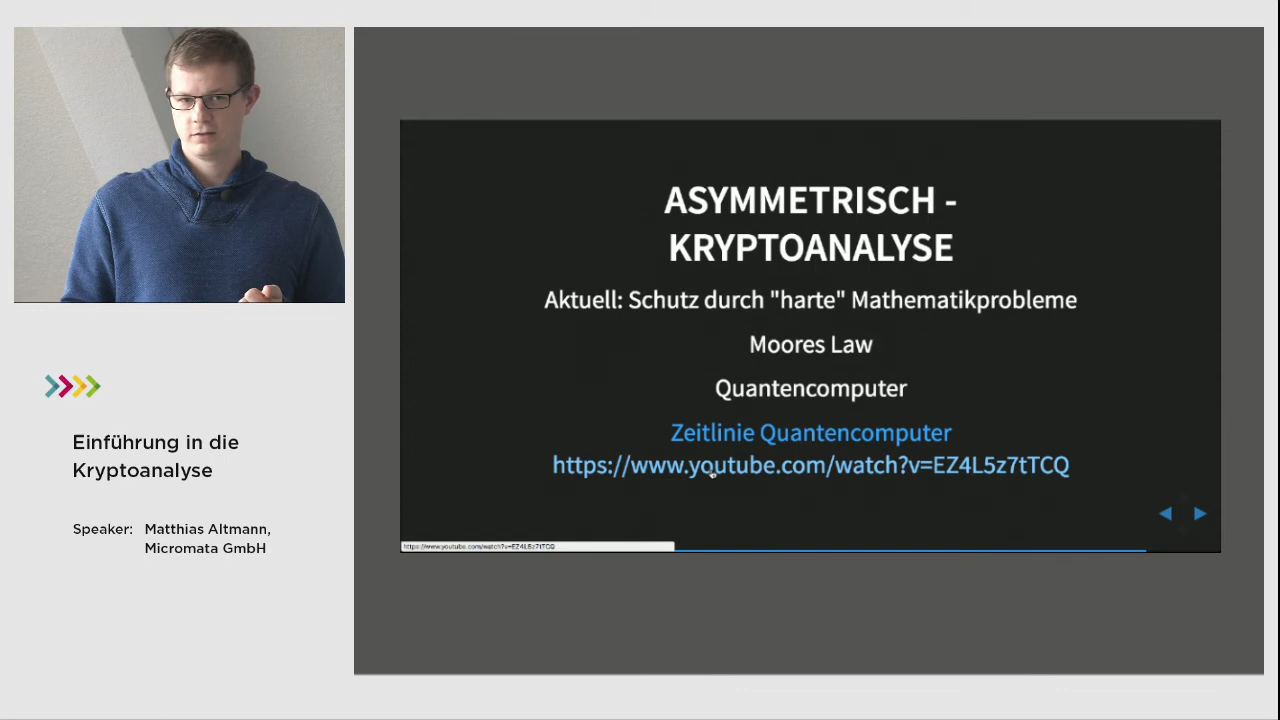 Einführung in die
Kryptoanalyse
Speaker: Matthias Altmann,
Micromata GmbH
ASYMMETRISCH -
KRYPTOANALYSE
Aktuell: Schutz durch "harte" Mathematikprobleme
Moores Law
Quantencomputer
Zeitlinie Quantencomputer
https://www.youtube.com/watch?v=EZ4L5z7tTCQ
https://www.youtube.com/watch?v=EZ4L5z7tTCQ